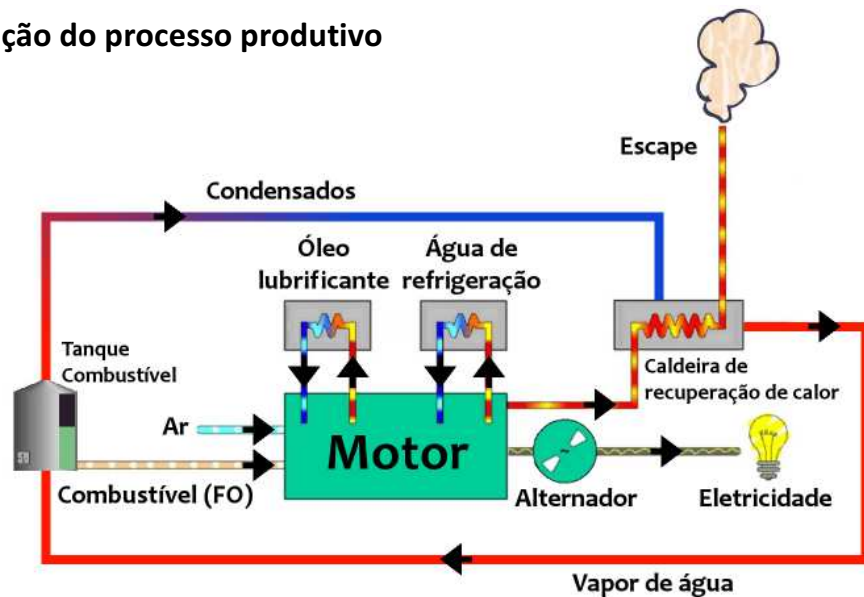 ção do processo produtivo
Escape
Condensados
Óleo
lubrificante
Água de
refrigeração
Tanque
Combustível
Caldeira de
recuperação de calor
Ar
Motor
Combustível (FO)
Alternador
Eletricidade
Vapor de água